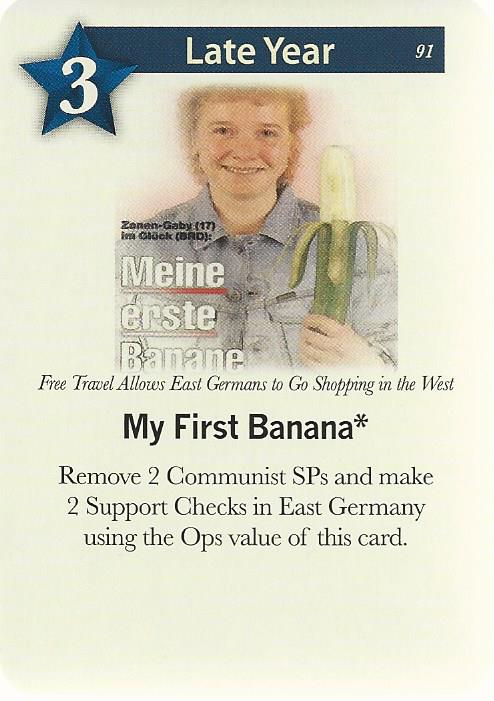 3
Late Year
91
Zonen-Gaby (17)
im Glück (BRD):
Meine
erste
Banane
Free Travel Allows East Germans to Go Shopping in the West
My First Banana*
Remove 2 Communist SPs and make
2 Support Checks in East Germany
using the Ops value of this card.